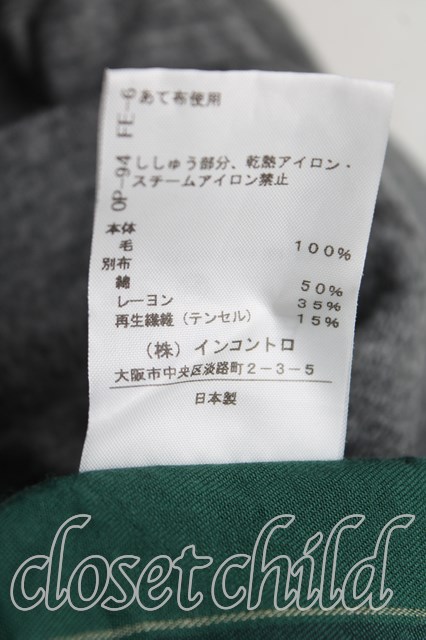 OP-94 FE-6
あて布使用
ししゅう部分、乾熱アイロン・
スチームアイロン禁止
本体
毛 100%
別布
綿 50%
レーヨン 35%
再生繊維（テンセル） 15%
（株）インコントロ
大阪市中央区淡路町2-3-5
日本製
closetchild